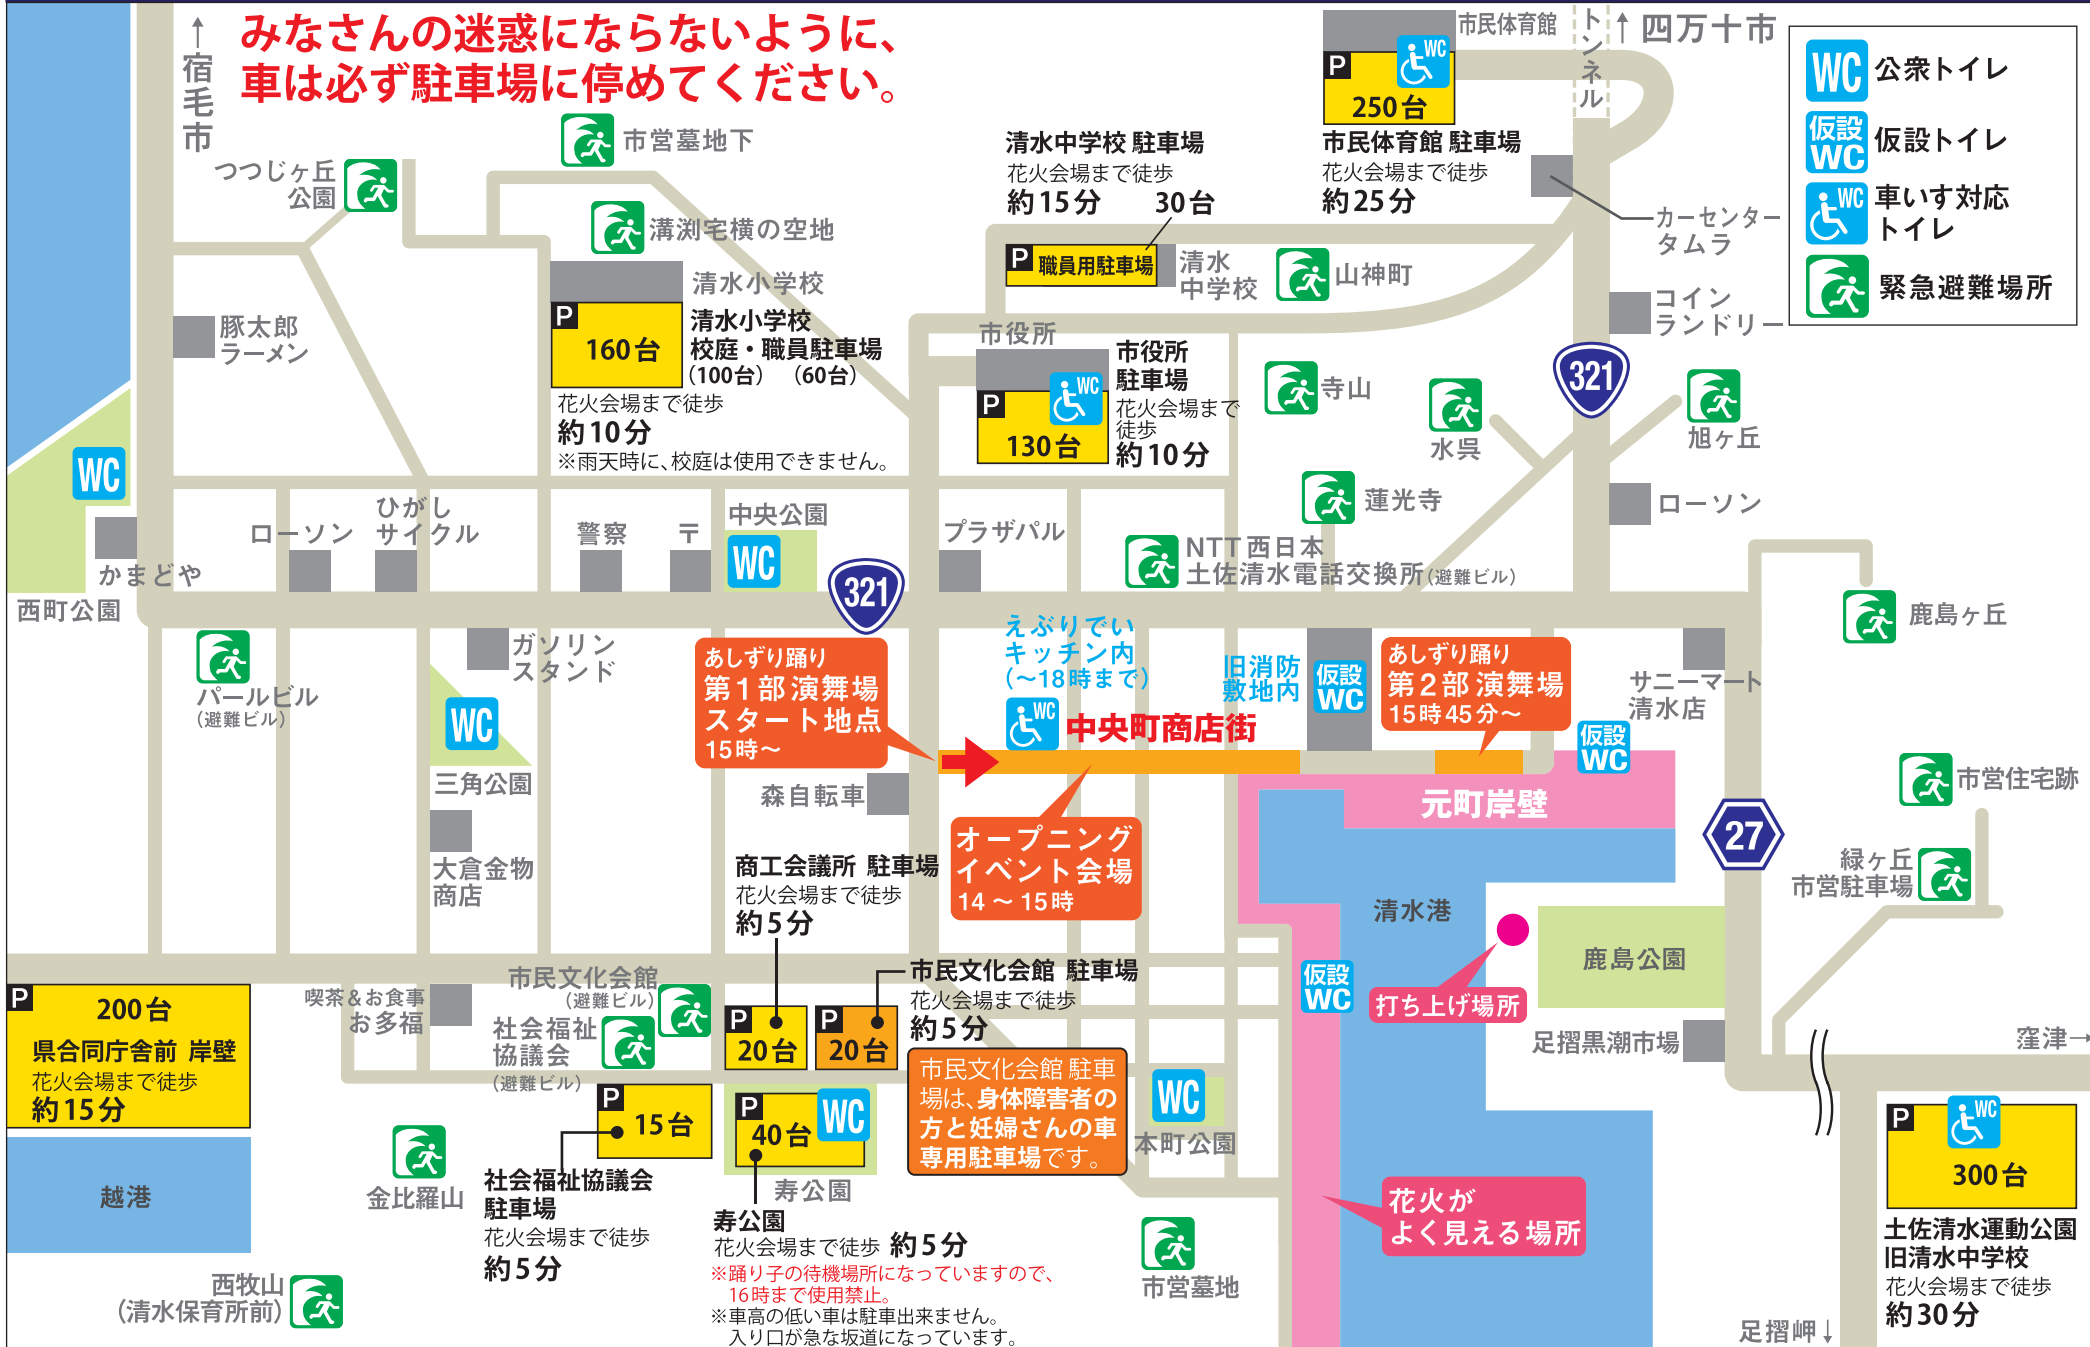 みなさんの迷惑にならないように、
車は必ず駐車場に停めてください。
↑
宿毛市
市民体育館
トンネル
↑四万十市
WC 公衆トイレ
仮設
WC
仮設トイレ
WC
車いす対応
トイレ
緊急避難場所
P
WC
250台
市民体育館 駐車場
花火会場まで徒歩
約25分
カーセンター
タムラ
コイン
ランドリー
つつじヶ丘
公園
市営墓地下
溝渕宅横の空地
清水中学校 駐車場
花火会場まで徒歩
約15分
30台
P
職員用駐車場
清水
中学校
山神町
清水小学校
P
160台
清水小学校
校庭・職員駐車場
(100台) (60台)
花火会場まで徒歩
約10分
※雨天時に、校庭は使用できません。
豚太郎
ラーメン
市役所
P
WC
130台
市役所
駐車場
花火会場まで
徒歩
約10分
寺山
水呉
321
旭ヶ丘
蓮光寺
ローソン
WC
かまどや
西町公園
ローソン
ひがし
サイクル
警察
〒
中央公園
WC
321
プラザパル
NTT西日本
土佐清水電話交換所(避難ビル)
鹿島ヶ丘
パールビル
(避難ビル)
ガソリン
スタンド
WC
三角公園
大倉金物
商店
あしずり踊り
第1部演舞場
スタート地点
15時～
えぶりでい
キッチン内
(～18時まで)
WC
中央町商店街
旧消防
敷地内
仮設
WC
あしずり踊り
第2部演舞場
15時45分～
サニーマート
清水店
仮設
WC
元町岸壁
森自転車
オープニング
イベント会場
14～15時
27
市営住宅跡
緑ヶ丘
市営駐車場
清水港
鹿島公園
打ち上げ場所
足摺黒潮市場
窪津→
商工会議所 駐車場
花火会場まで徒歩
約5分
市民文化会館 駐車場
花火会場まで徒歩
約5分
P
200台
県合同庁舎前 岸壁
花火会場まで徒歩
約15分
越港
喫茶&お食事
お多福
市民文化会館
(避難ビル)
社会福祉
協議会
(避難ビル)
P
20台
P
20台
仮設
WC
市民文化会館 駐車
場は、身体障害者の
方と妊婦さんの車
専用駐車場です。
WC
本町公園
P
15台
社会福祉協議会
駐車場
花火会場まで徒歩
約5分
P
WC
40台
寿公園
寿公園
花火会場まで徒歩 約5分
※踊り子の待機場所になっていますので、
16時まで使用禁止。
※車高の低い車は駐車出来ません。
入り口が急な坂道になっています。
金比羅山
西牧山
(清水保育所前)
市営墓地
花火が
よく見える場所
P
WC
300台
土佐清水運動公園
旧清水中学校
花火会場まで徒歩
約30分
足摺岬↓